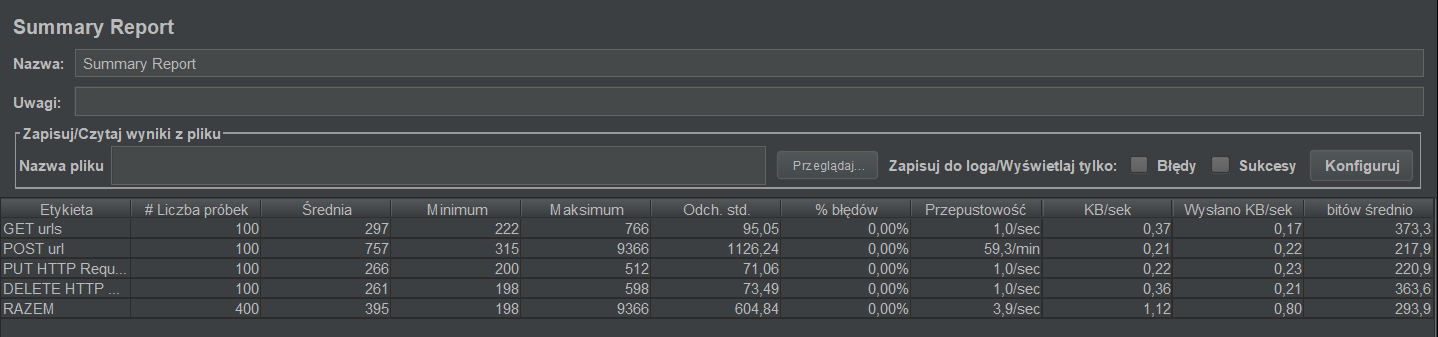 Summary Report
Nazwa: Summary Report
Uwagi:
Zapisuj/Czytaj wyniki z pliku
Nazwa pliku Przeglądaj... Zapisuj do loga/Wyświetlaj tylko: Błędy Sukcesy Konfiguruj
Etykieta # Liczba próbek Średnia Minimum Maksimum Odch. std. % błędów Przepustowość KB/sek Wysłano KB/sek bitów średnio
GET urls 100 297 222 766 95,05 0,00% 1,0/sec 0,37 0,17 373,3
POST url 100 757 315 9366 1126,24 0,00% 59,3/min 0,21 0,22 217,9
PUT HTTP Requ... 100 266 200 512 71,06 0,00% 1,0/sec 0,22 0,23 220,9
DELETE HTTP ... 100 261 198 598 73,49 0,00% 1,0/sec 0,36 0,21 363,6
RAZEM 400 395 198 9366 604,84 0,00% 3,9/sec 1,12 0,80 293,9